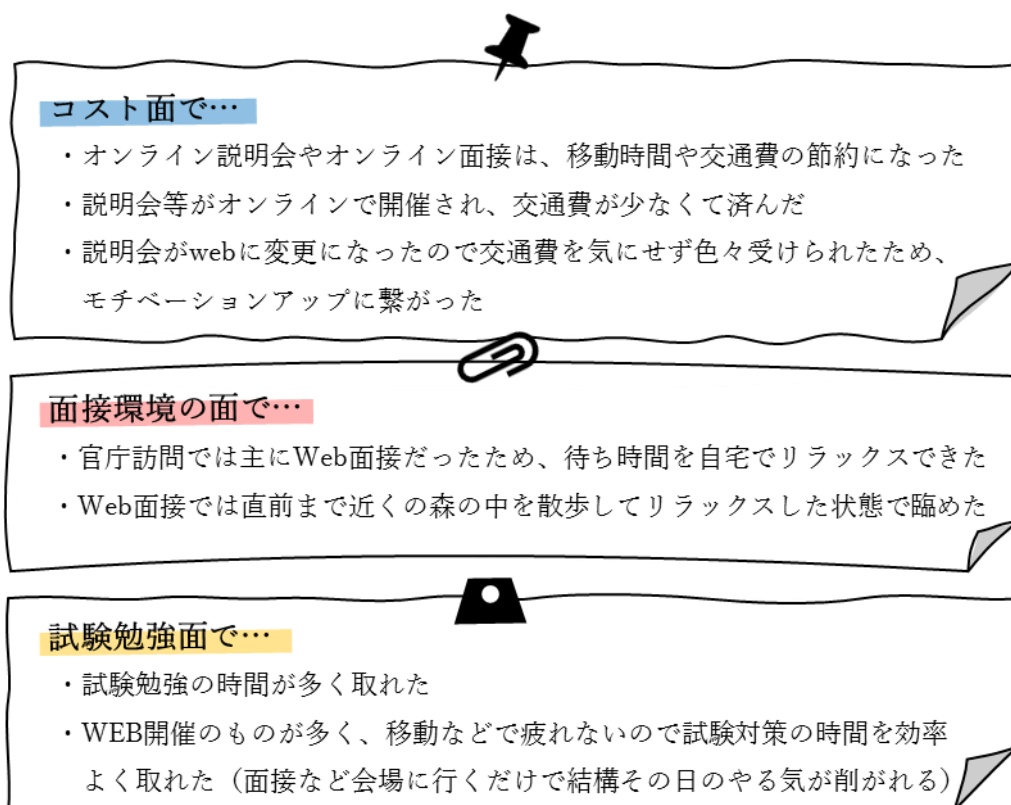 コスト面で…
・オンライン説明会やオンライン面接は、移動時間や交通費の節約になった
・説明会等がオンラインで開催され、交通費が少なくて済んだ
・説明会がwebに変更になったので交通費を気にせず色々受けられたため、
モチベーションアップに繋がった
面接環境の面で…
・官庁訪問では主にWeb面接だったため、待ち時間を自宅でリラックスできた
・Web面接では直前まで近くの森の中を散歩してリラックスした状態で臨めた
試験勉強面で…
・試験勉強の時間が多く取れた
・WEB開催のものが多く、移動などで疲れないので試験対策の時間を効率
よく取れた（面接など会場に行くだけで結構その日のやる気が削がれる）